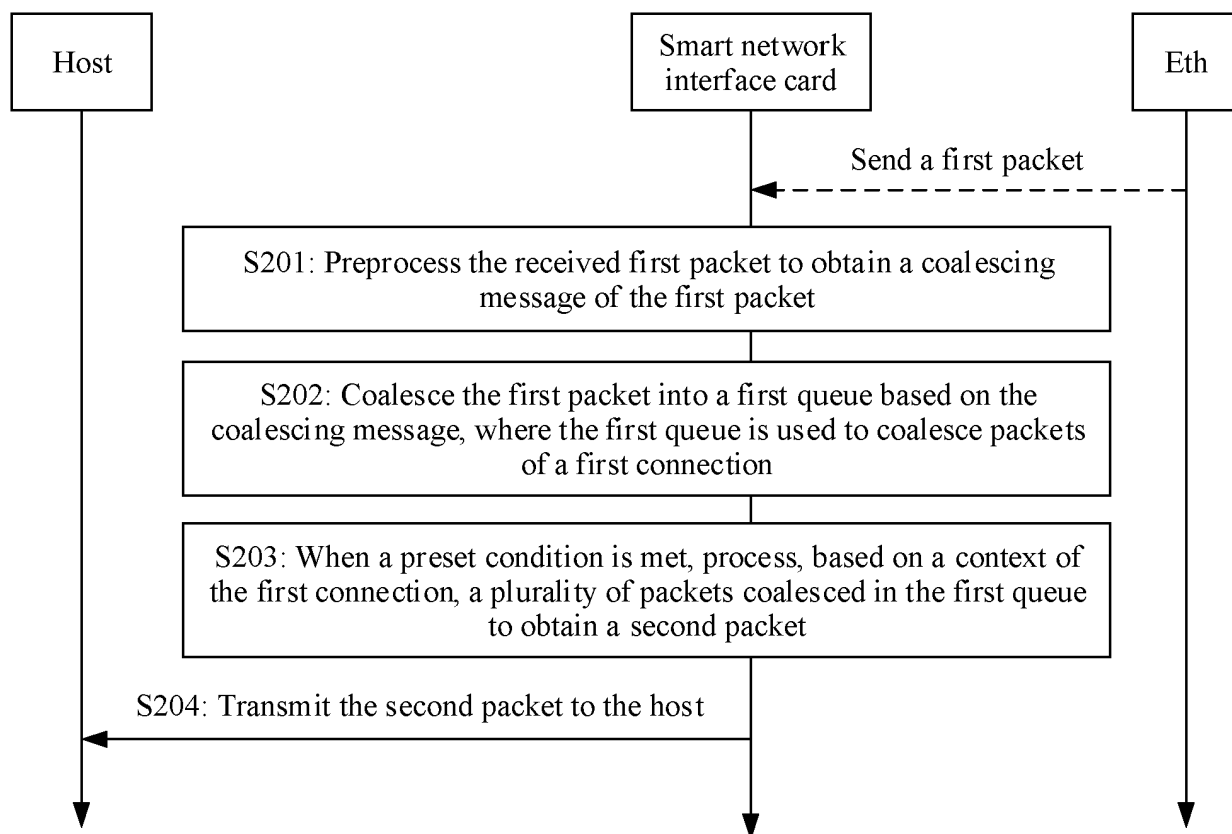 Host
Smart network
interface card
Eth
Send a first packet
S201: Preprocess the received first packet to obtain a coalescing
message of the first packet
S202: Coalesce the first packet into a first queue based on the
coalescing message, where the first queue is used to coalesce packets
of a first connection
S203: When a preset condition is met, process, based on a context of
the first connection, a plurality of packets coalesced in the first queue
to obtain a second packet
S204: Transmit the second packet to the host